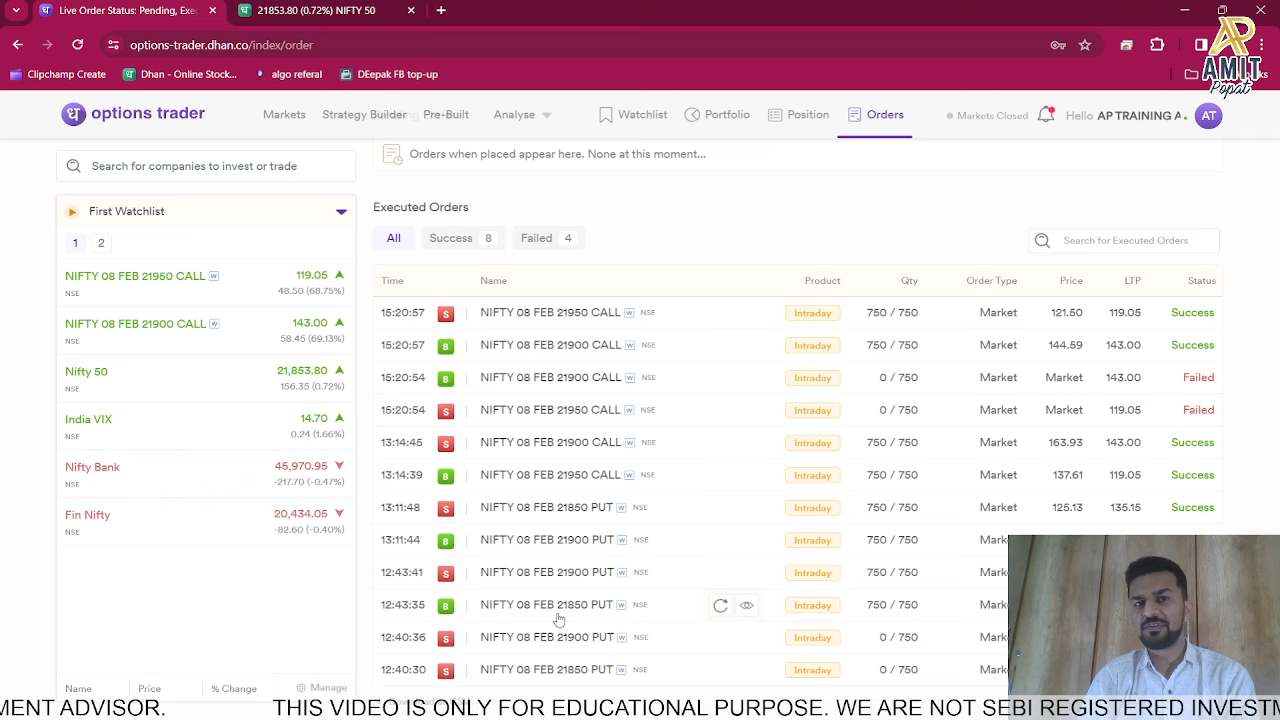 Live Order Status: Pending, Exe
21853.80 (0.72%) NIFTY 50
options-trader.dhan.co/index/order
Clipchamp Create
Dhan - Online Stock...
algo referal
DEepak FB top-up
AP
AMIT
Popat
options trader
Markets
Strategy Builder
Pre-Built
Analyse
Watchlist
Portfolio
Position
Orders
Markets Closed
Hello AP TRAINING A
AT
Search for companies to invest or trade
Orders when placed appear here. None at this moment...
First Watchlist
1 2
NIFTY 08 FEB 21950 CALL W 119.05
NSE 48.50 (68.75%)
NIFTY 08 FEB 21900 CALL W 143.00
NSE 58.45 (69.13%)
Nifty 50 21,853.80
NSE 156.35 (0.72%)
India VIX 14.70
NSE 0.24 (1.66%)
Nifty Bank 45,970.95
NSE -217.70 (-0.47%)
Fin Nifty 20,434.05
NSE -82.60 (-0.40%)
Name Price % Change Manage
Executed Orders
All Success 8 Failed 4
Search for Executed Orders
Time Name Product Qty Order Type Price LTP Status
15:20:57 S NIFTY 08 FEB 21950 CALL W NSE Intraday 750 / 750 Market 121.50 119.05 Success
15:20:57 B NIFTY 08 FEB 21900 CALL W NSE Intraday 750 / 750 Market 144.59 143.00 Success
15:20:54 B NIFTY 08 FEB 21900 CALL W NSE Intraday 0 / 750 Market Market 143.00 Failed
15:20:54 S NIFTY 08 FEB 21950 CALL W NSE Intraday 0 / 750 Market Market 119.05 Failed
13:14:45 S NIFTY 08 FEB 21900 CALL W NSE Intraday 750 / 750 Market 163.93 143.00 Success
13:14:39 B NIFTY 08 FEB 21950 CALL W NSE Intraday 750 / 750 Market 137.61 119.05 Success
13:11:48 S NIFTY 08 FEB 21850 PUT W NSE Intraday 750 / 750 Market 125.13 135.15 Success
13:11:44 B NIFTY 08 FEB 21900 PUT W NSE Intraday 750 / 750 Marke
12:43:41 S NIFTY 08 FEB 21900 PUT W NSE Intraday 750 / 750 Marke
12:43:35 B NIFTY 08 FEB 21850 PUT W NSE Intraday 750 / 750 Marke
12:40:36 S NIFTY 08 FEB 21900 PUT W NSE Intraday 0 / 750 Marke
12:40:30 S NIFTY 08 FEB 21850 PUT W NSE Intraday 0 / 750 Marke
MENT ADVISOR. THIS VIDEO IS ONLY FOR EDUCATIONAL PURPOSE. WE ARE NOT SEBI REGISTERED INVESTI